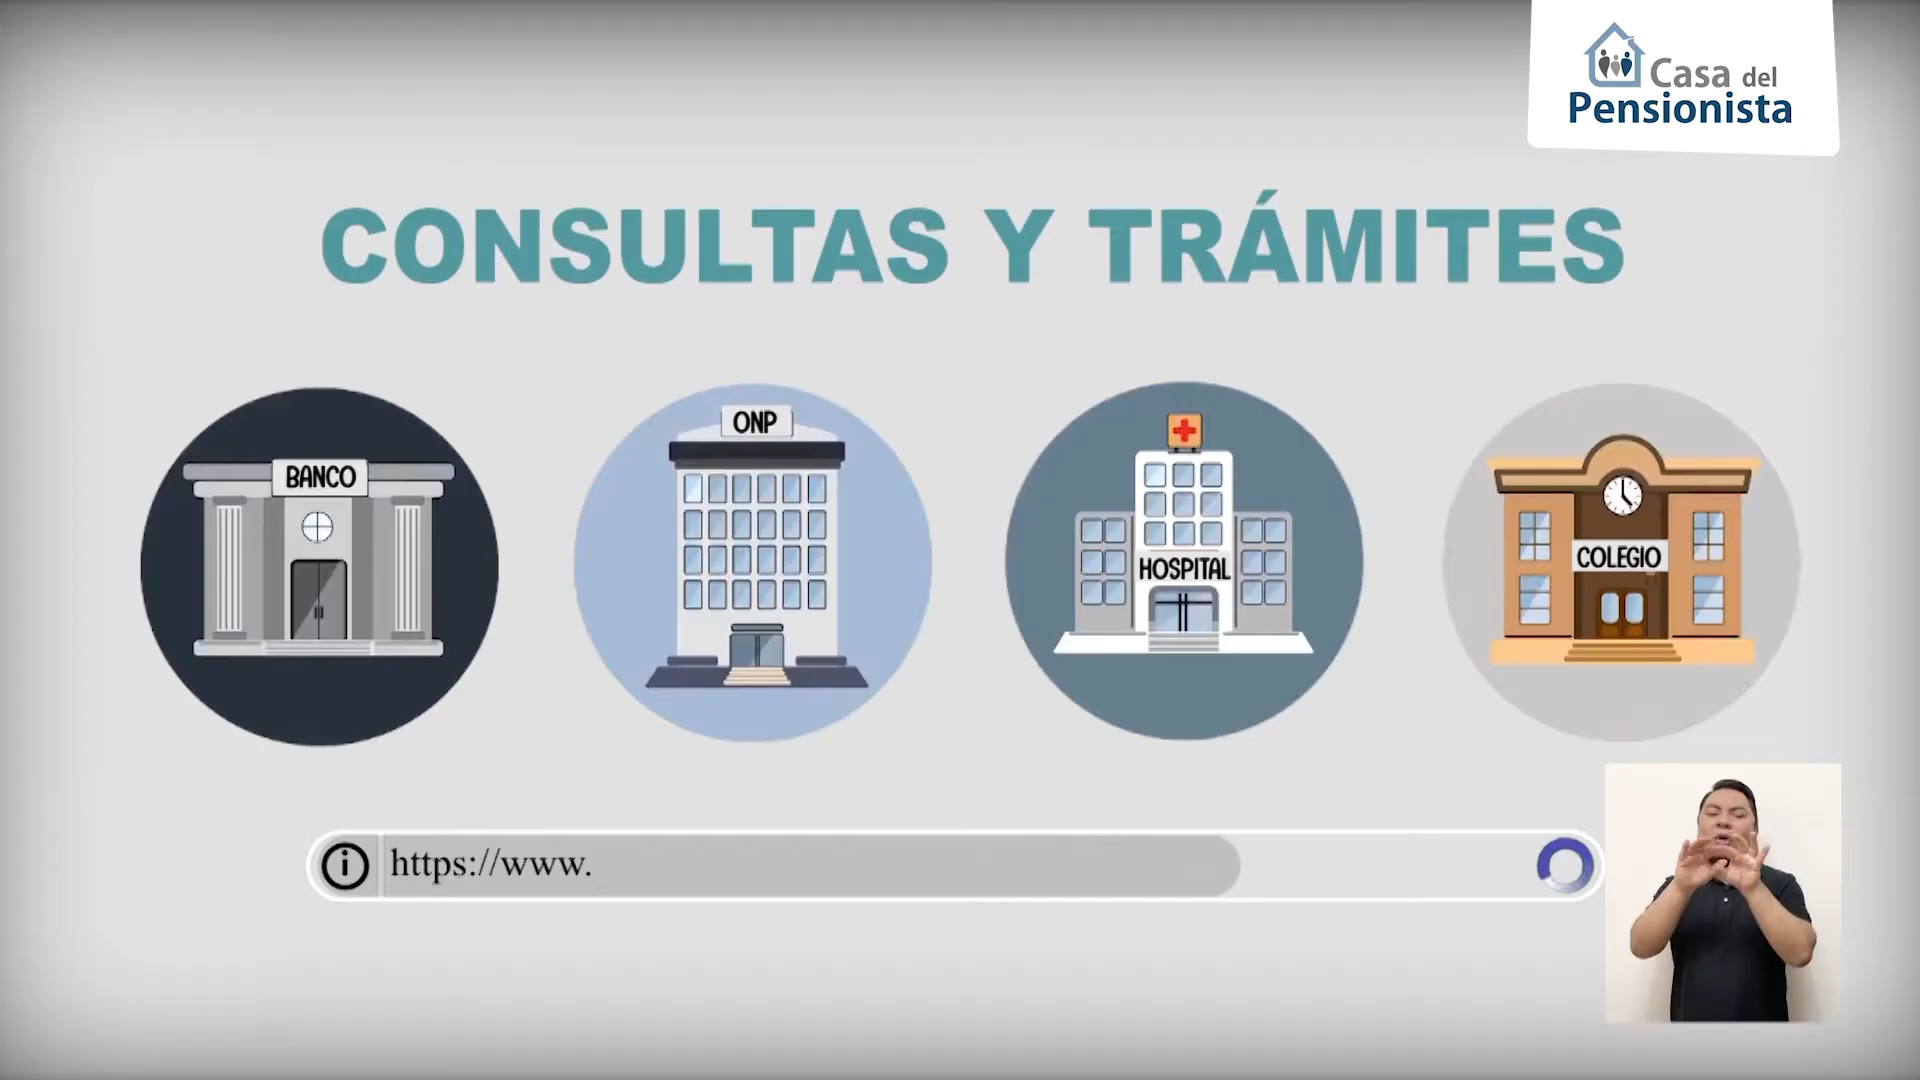 Casa del
Pensionista
CONSULTAS Y TRÁMITES
BANCO
ONP
HOSPITAL
COLEGIO
https://www.